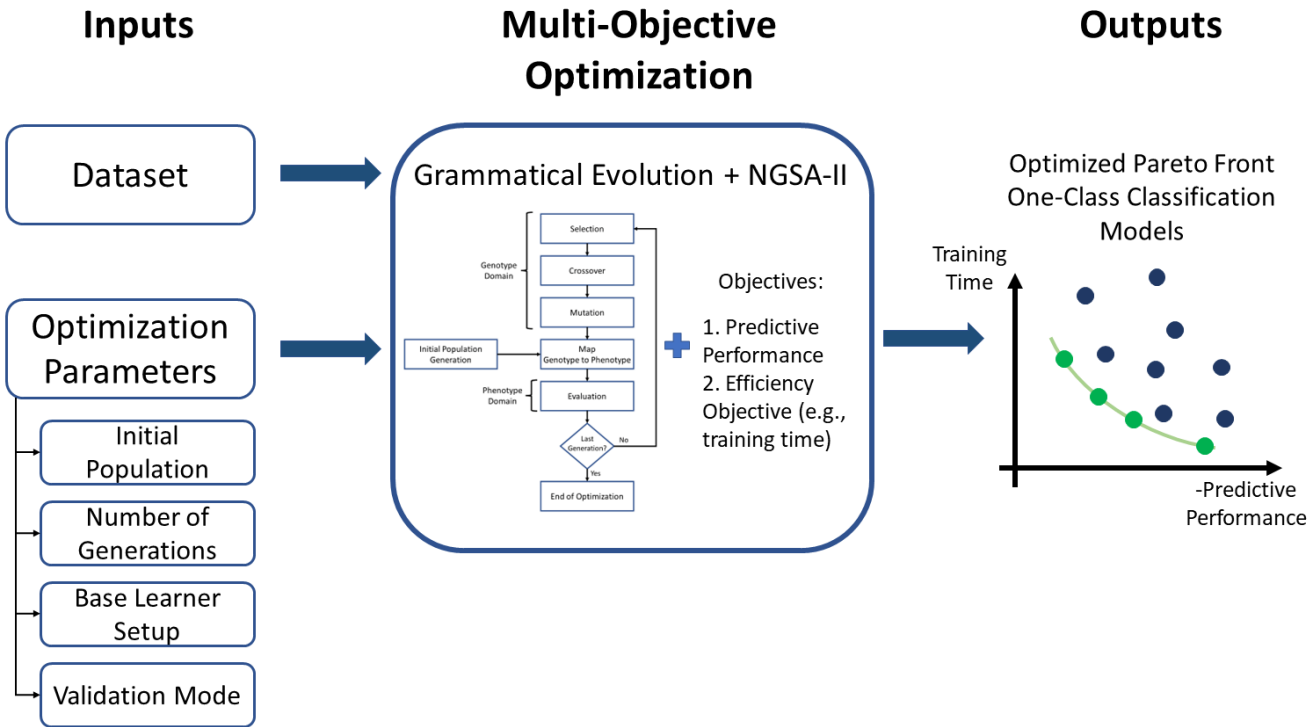 Inputs
Multi-Objective
Optimization
Outputs
Dataset
Optimization
Parameters
Initial
Population
Number of
Generations
Base Learner
Setup
Validation Mode
Grammatical Evolution + NGSA-II
Genotype
Domain
Selection
Crossover
Mutation
Initial Population
Generation
Map
Genotype to Phenotype
Phenotype
Domain
Evaluation
Last
Generation?
No
Yes
End of Optimization
Objectives:
1. Predictive
Performance
2. Efficiency
Objective (e.g.,
training time)
Optimized Pareto Front
One-Class Classification
Models
Training
Time
-Predictive
Performance